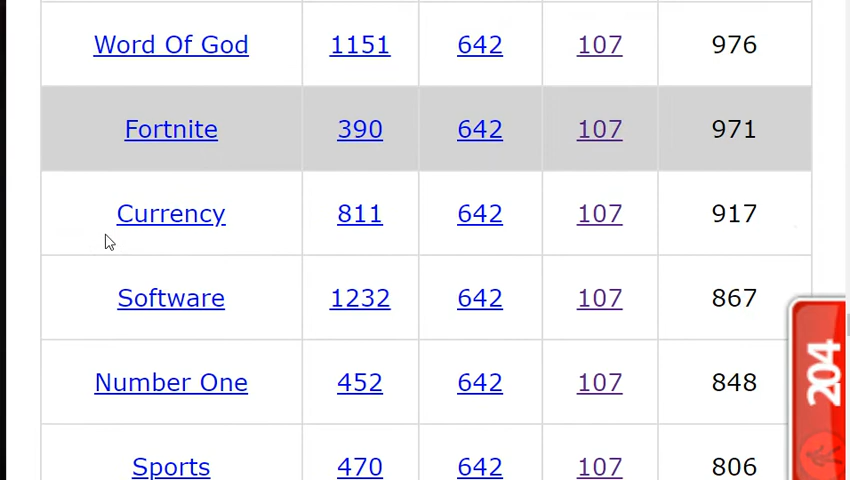 Word Of God 1151 642 107 976
Fortnite 390 642 107 971
Currency 811 642 107 917
Software 1232 642 107 867
Number One 452 642 107 848
Sports 470 642 107 806
204